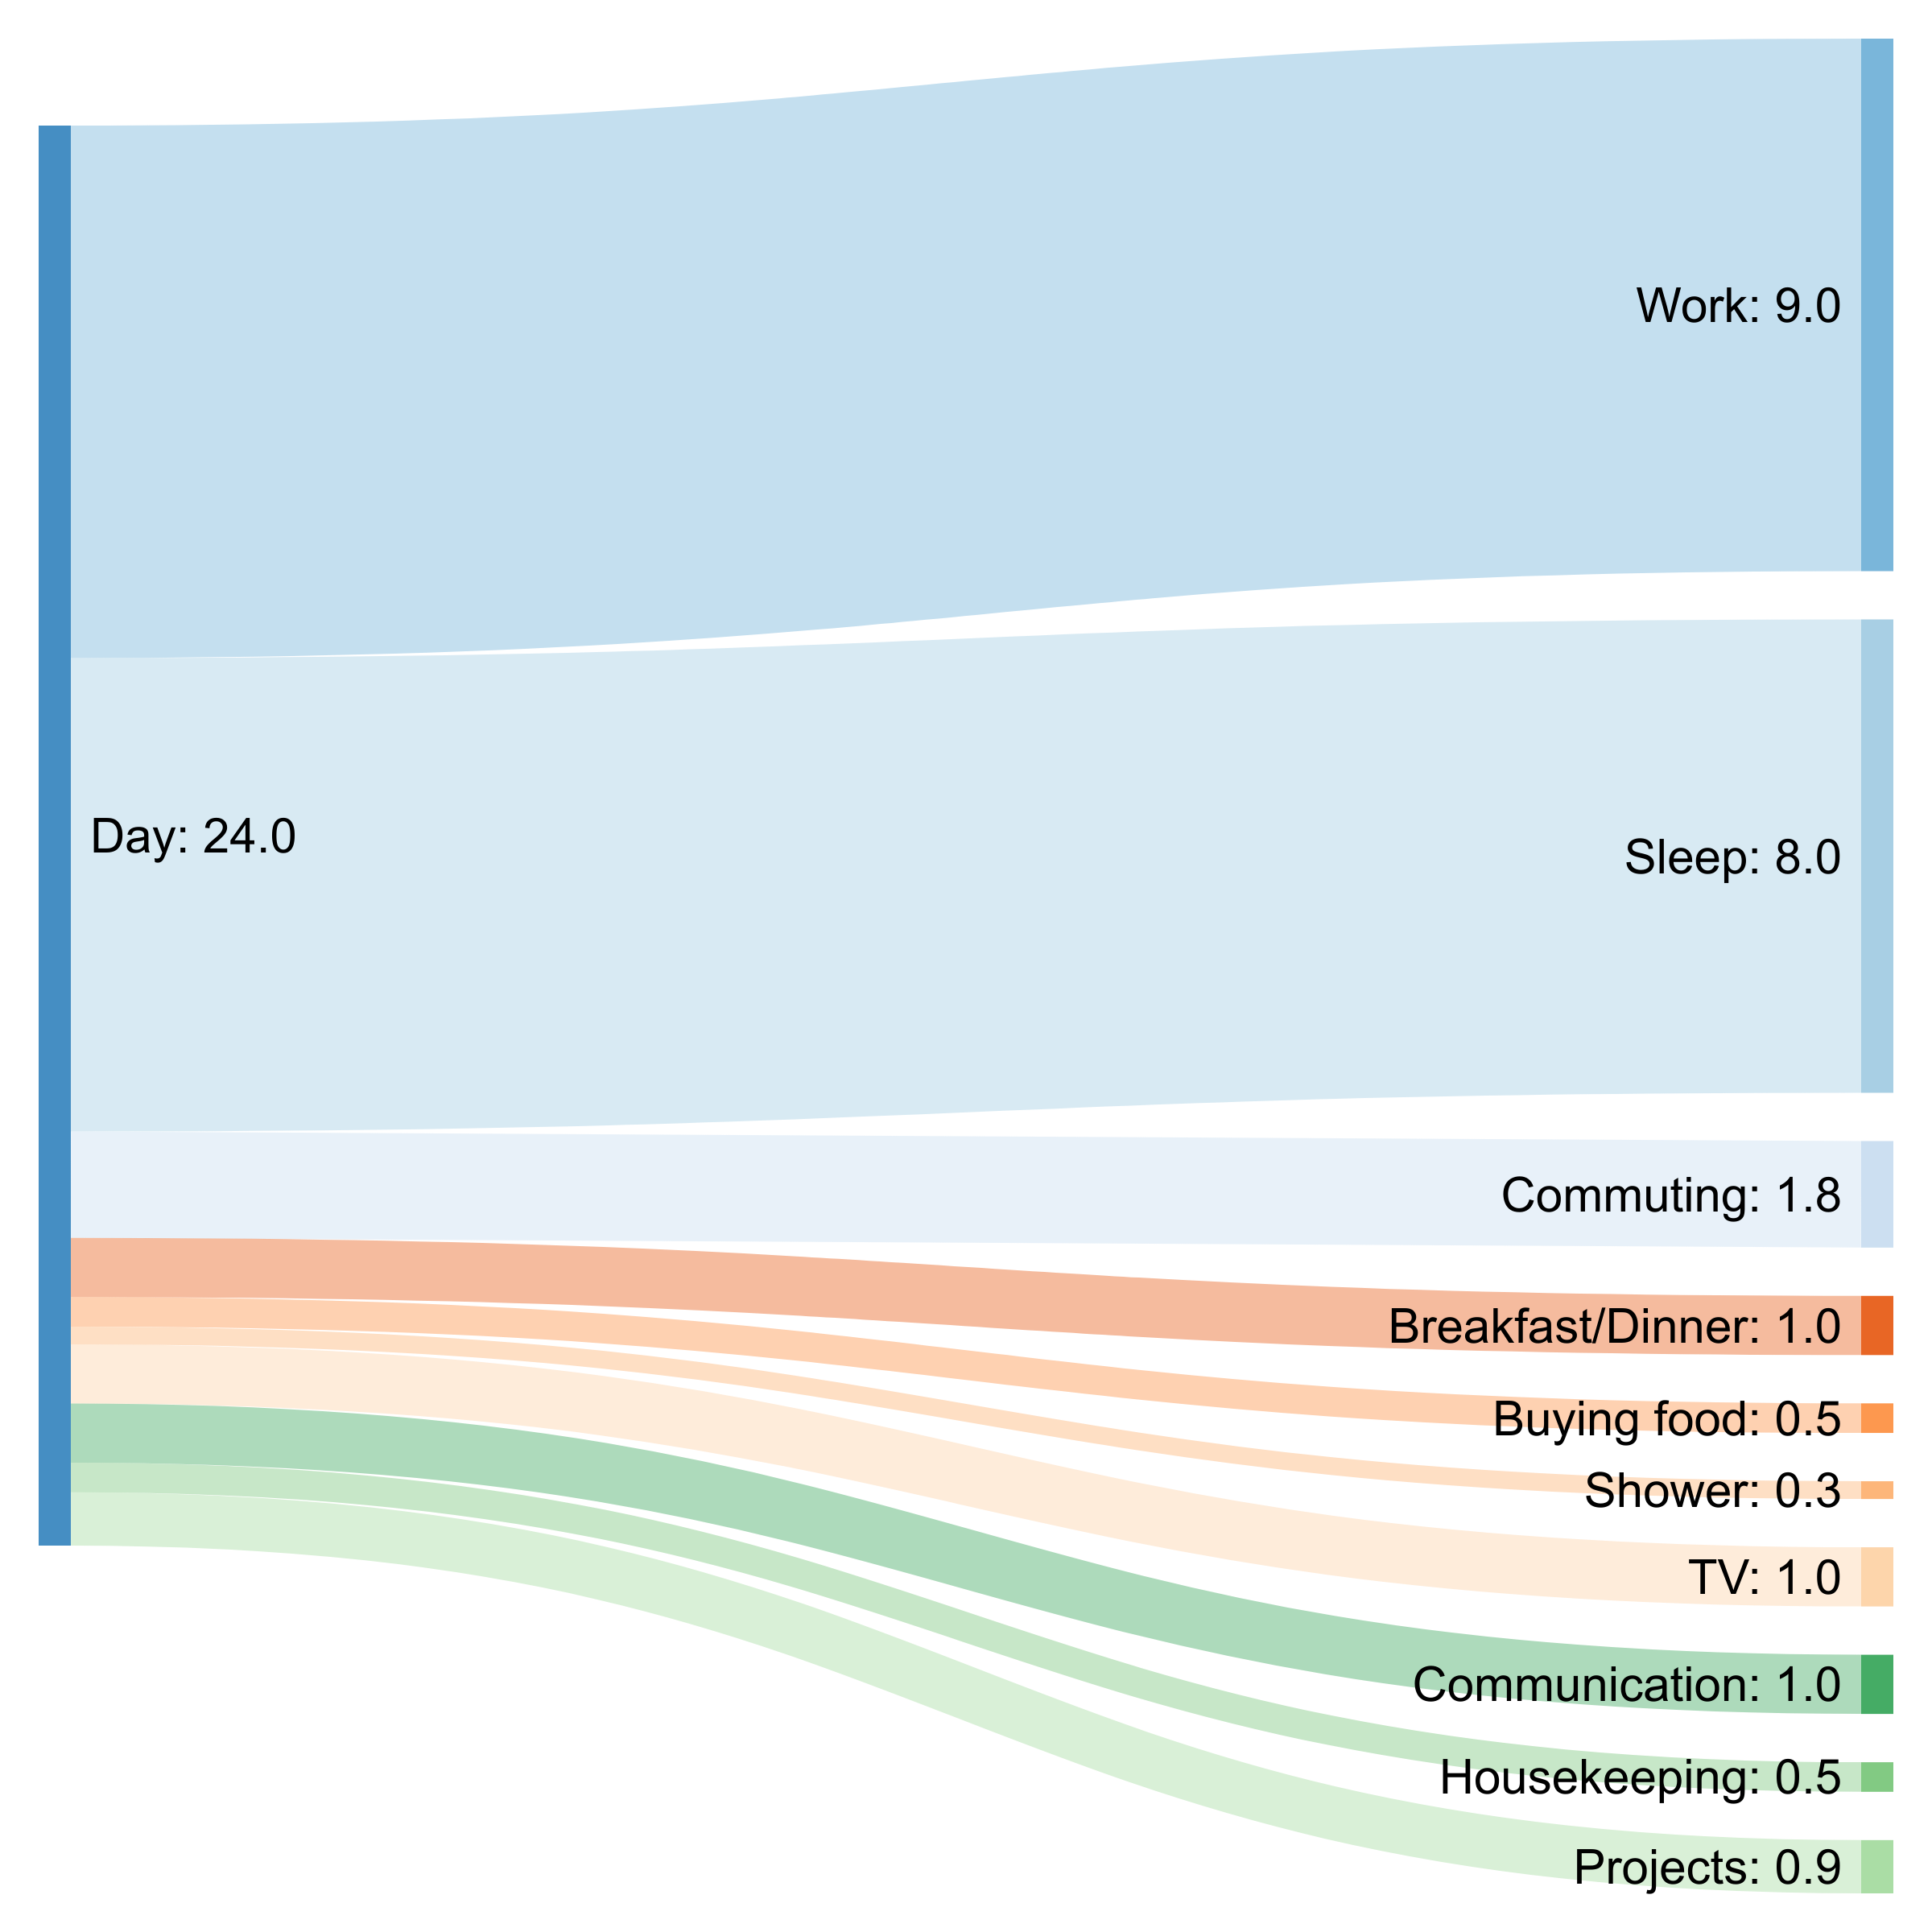 Day: 24.0
Work: 9.0
Sleep: 8.0
Commuting: 1.8
Breakfast/Dinner: 1.0
Buying food: 0.5
Shower: 0.3
TV: 1.0
Communication: 1.0
Housekeeping: 0.5
Projects: 0.9